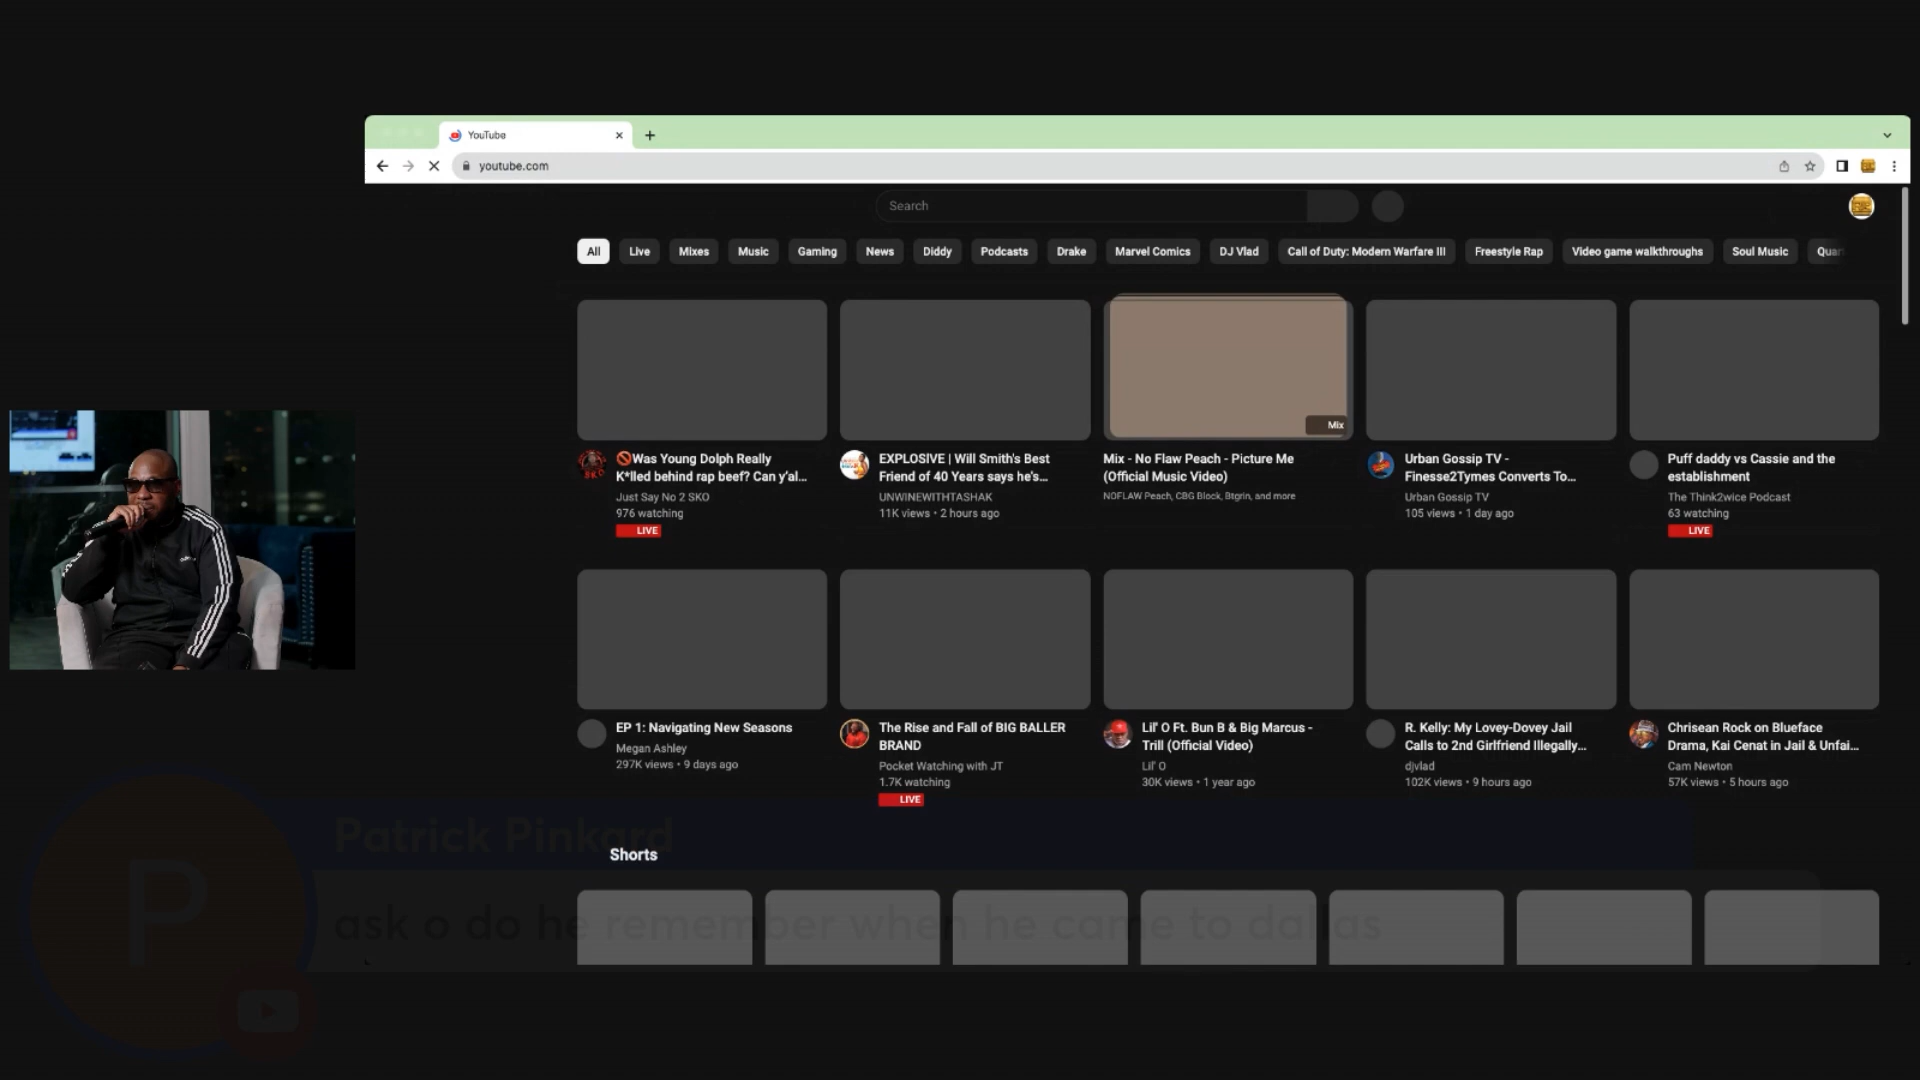 YouTube
youtube.com
Search
All
Live
Mixes
Music
Gaming
News
Diddy
Podcasts
Drake
Marvel Comics
DJ Vlad
Call of Duty: Modern Warfare III
Freestyle Rap
Video game walkthroughs
Soul Music
Mix
🚫Was Young Dolph Really
K*lled behind rap beef? Can y'al...
Just Say No 2 SKO
976 watching
LIVE
EXPLOSIVE | Will Smith's Best
Friend of 40 Years says he's...
UNWINEWITHTASHAK
11K views • 2 hours ago
Mix - No Flaw Peach - Picture Me
(Official Music Video)
NOFLAW Peach, CBG Block, Btgrin, and more
Urban Gossip TV -
Finesse2Tymes Converts To...
Urban Gossip TV
105 views • 1 day ago
Puff daddy vs Cassie and the
establishment
The Think2wice Podcast
63 watching
LIVE
EP 1: Navigating New Seasons
Megan Ashley
297K views • 9 days ago
The Rise and Fall of BIG BALLER
BRAND
Pocket Watching with JT
1.7K watching
LIVE
Lil' O Ft. Bun B & Big Marcus -
Trill (Official Video)
Lil' O
30K views • 1 year ago
R. Kelly: My Lovey-Dovey Jail
Calls to 2nd Girlfriend Illegally...
djvlad
102K views • 9 hours ago
Chrisean Rock on Blueface
Drama, Kai Cenat in Jail & Unfai...
Cam Newton
57K views • 5 hours ago
Patrick Pinkard
Shorts
P
ask o do he remember when he came to dallas